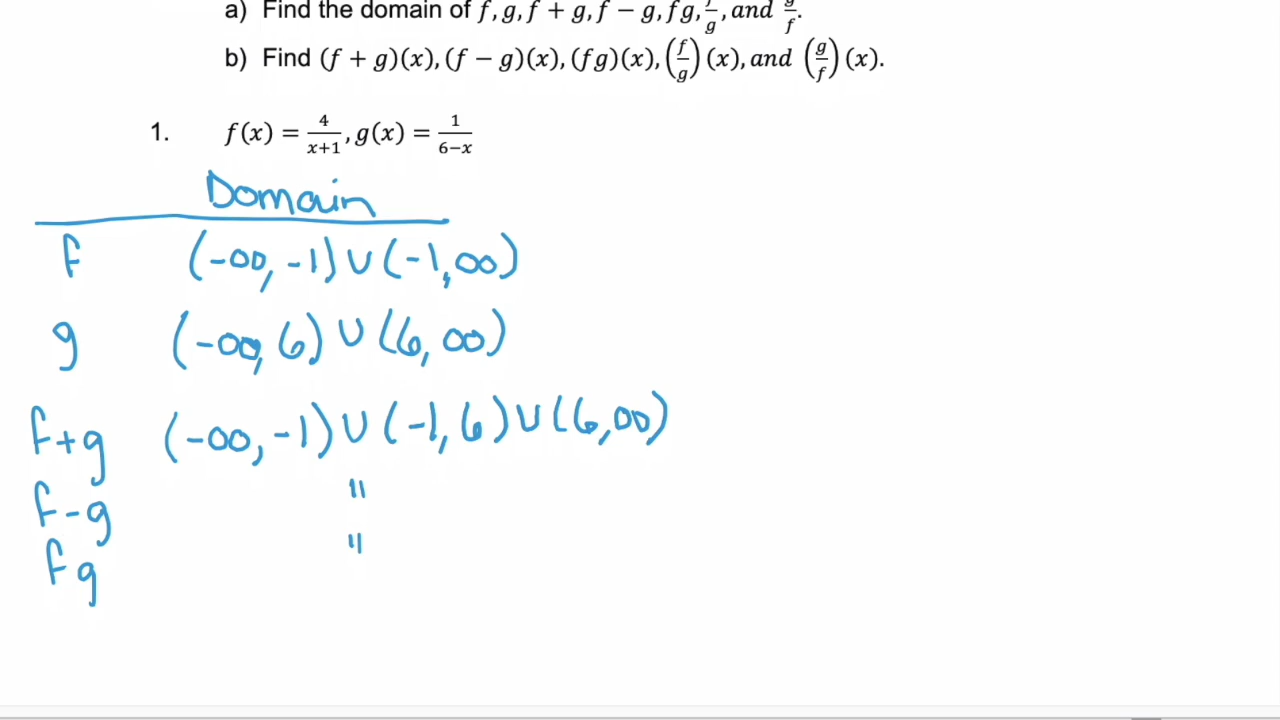 a) Find the domain of f, g, f + g, f − g, fg, f/g, and g/f.
b) Find (f + g)(x), (f − g)(x), (fg)(x), (f/g)(x), and (g/f)(x).
1. f(x) = 4/(x+1), g(x) = 1/(6−x)
Domain
f (-∞, -1) ∪ (-1, ∞)
g (-∞, 6) ∪ (6, ∞)
f+g (-∞, -1) ∪ (-1, 6) ∪ (6, ∞)
f-g "
fg "